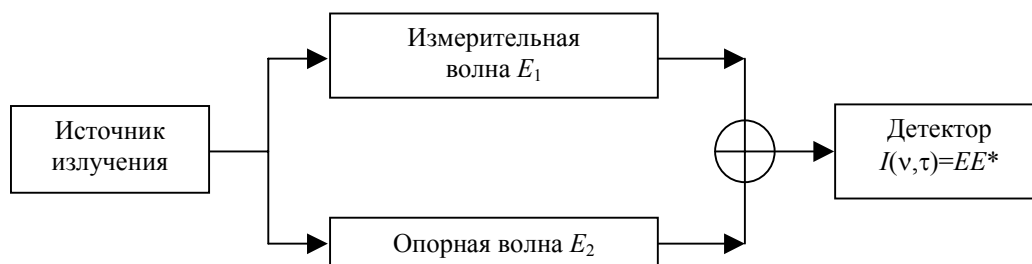 Измерительная
волна E₁
Источник
излучения
Детектор
I(ν,τ)=EE*
Опорная волна E₂